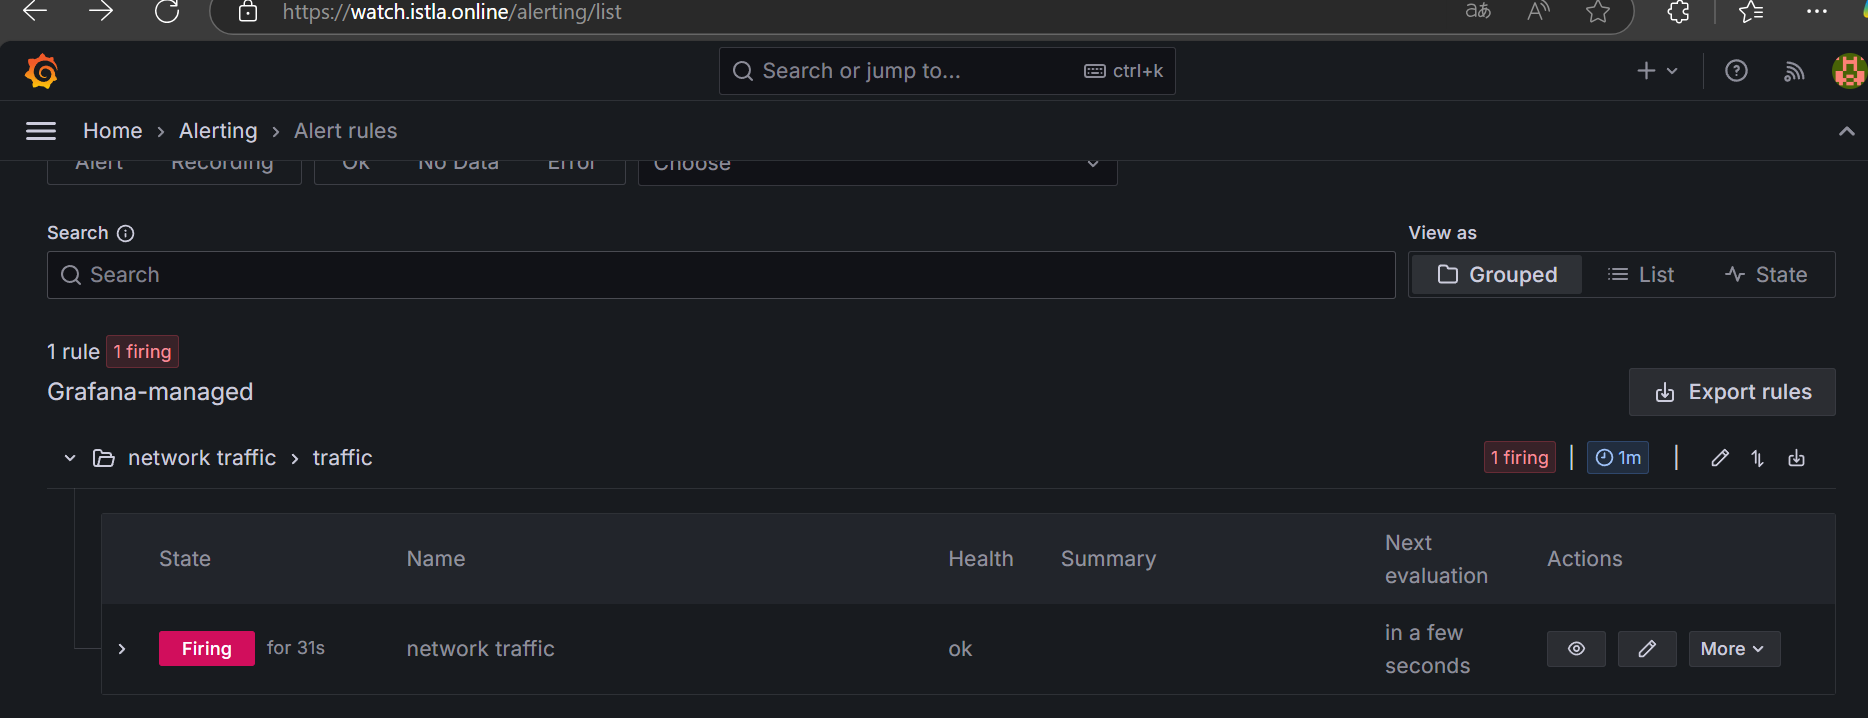 https://watch.istla.online/alerting/list
Search or jump to... ctrl+k
Home › Alerting › Alert rules
Alert Recording Ok No Data Error Choose
Search View as
Search Grouped List State
1 rule 1 firing
Grafana-managed Export rules
network traffic › traffic 1 firing | 1m |
State Name Health Summary Next evaluation Actions
Firing for 31s network traffic ok in a few seconds More